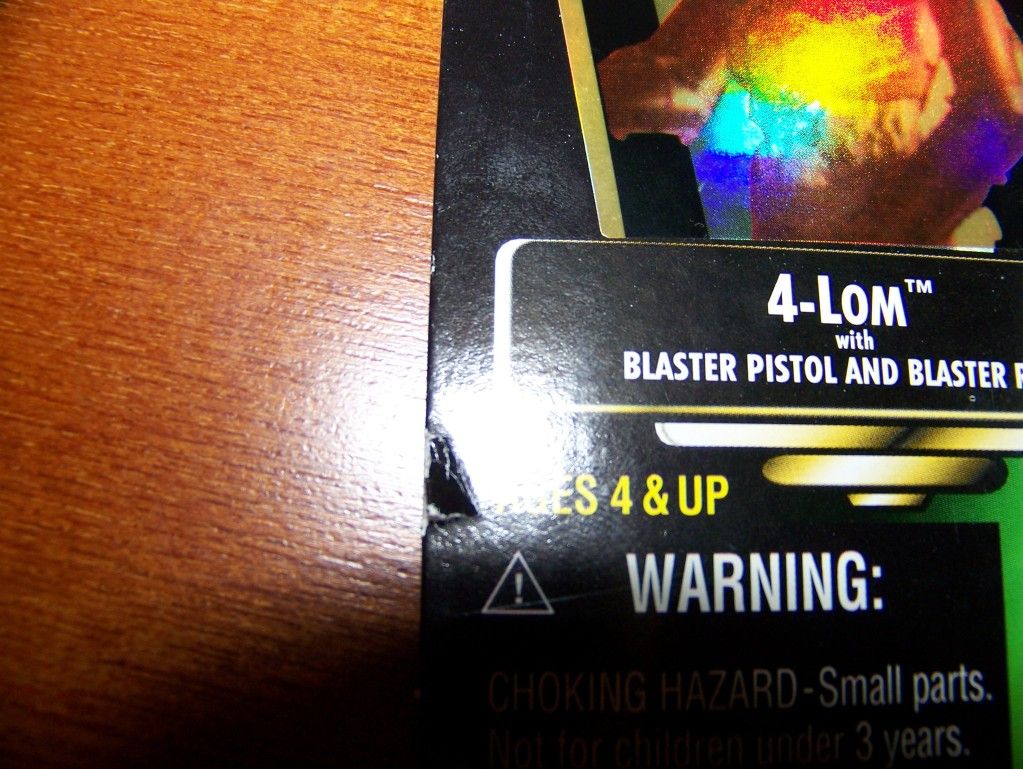 4-LOM™
with
BLASTER PISTOL AND BLASTER
AGES 4 & UP
WARNING:
CHOKING HAZARD-Small parts.
Not for children under 3 years.